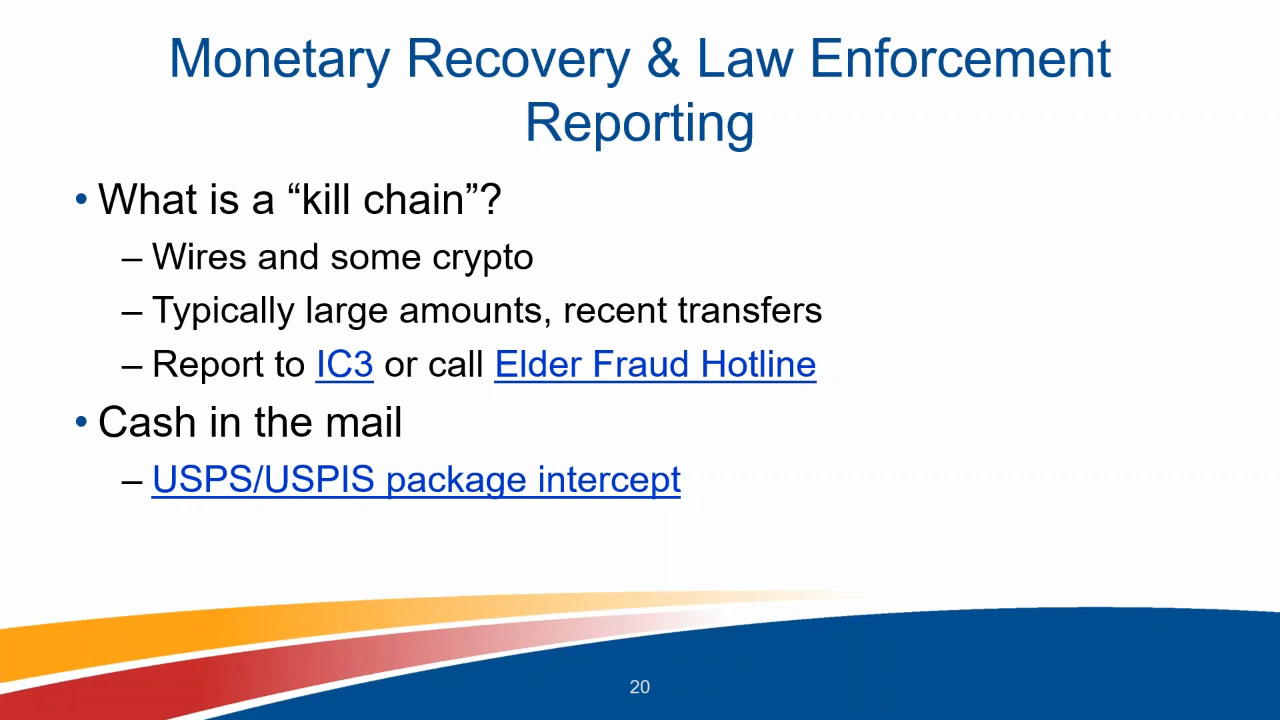 Monetary Recovery & Law Enforcement
Reporting
• What is a “kill chain”?
– Wires and some crypto
– Typically large amounts, recent transfers
– Report to IC3 or call Elder Fraud Hotline
• Cash in the mail
– USPS/USPIS package intercept
20